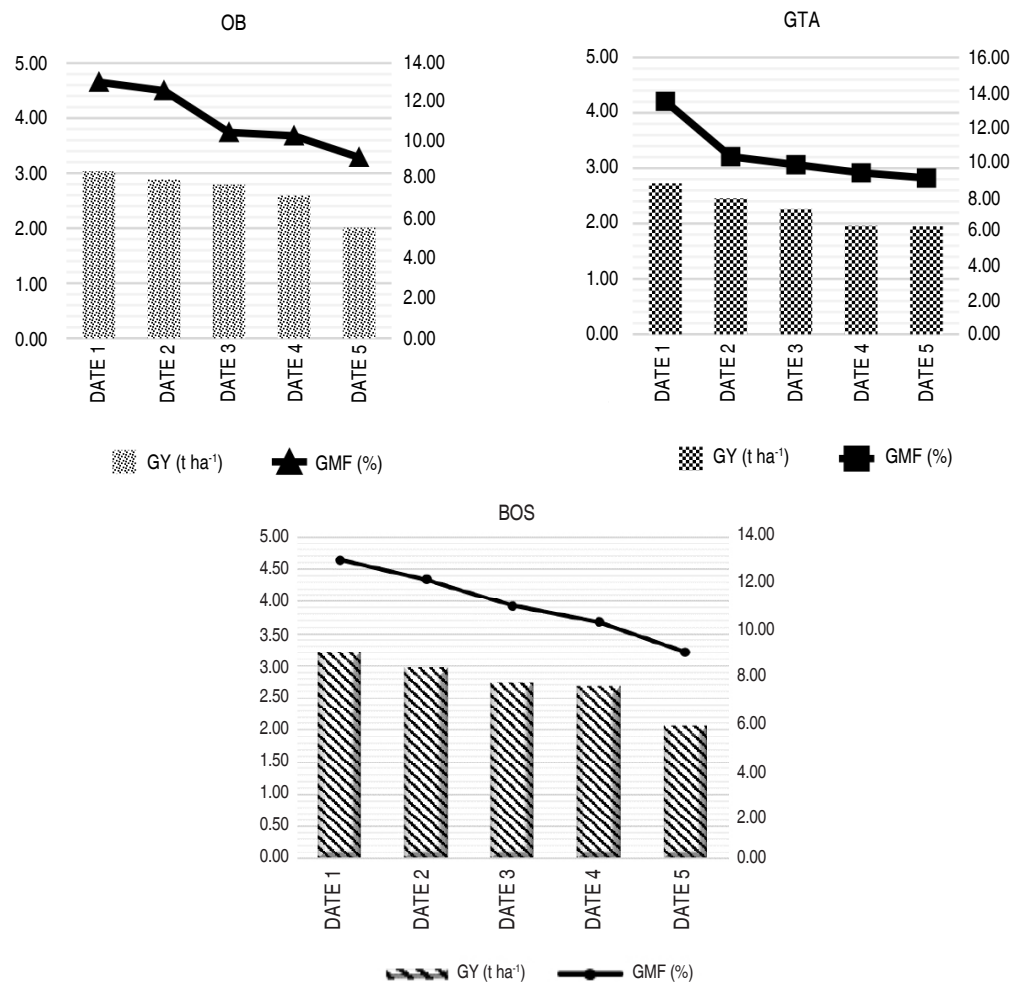 OB
5.00
4.00
3.00
2.00
1.00
0.00
14.00
12.00
10.00
8.00
6.00
4.00
2.00
0.00
DATE 1
DATE 2
DATE 3
DATE 4
DATE 5
GY (t ha⁻¹) GMF (%)
GTA
5.00
4.00
3.00
2.00
1.00
0.00
16.00
14.00
12.00
10.00
8.00
6.00
4.00
2.00
0.00
DATE 1
DATE 2
DATE 3
DATE 4
DATE 5
GY (t ha⁻¹) GMF (%)
BOS
5.00
4.50
4.00
3.50
3.00
2.50
2.00
1.50
1.00
0.50
0.00
14.00
12.00
10.00
8.00
6.00
4.00
2.00
0.00
DATE 1
DATE 2
DATE 3
DATE 4
DATE 5
GY (t ha⁻¹) GMF (%)